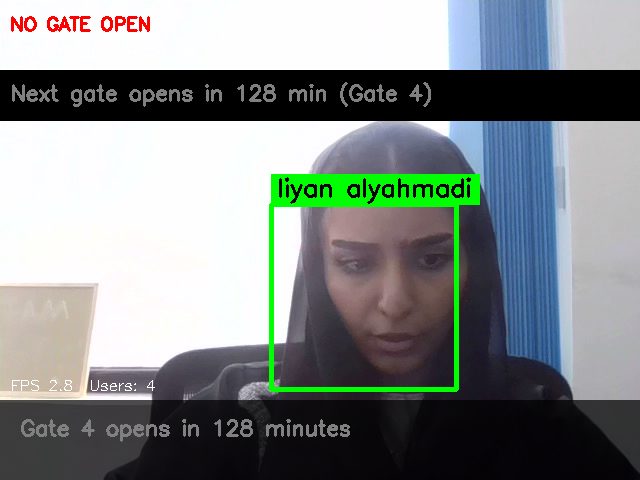 NO GATE OPEN
Next gate opens in 128 min (Gate 4)
liyan alyahmadi
FPS 2.8 Users: 4
Gate 4 opens in 128 minutes